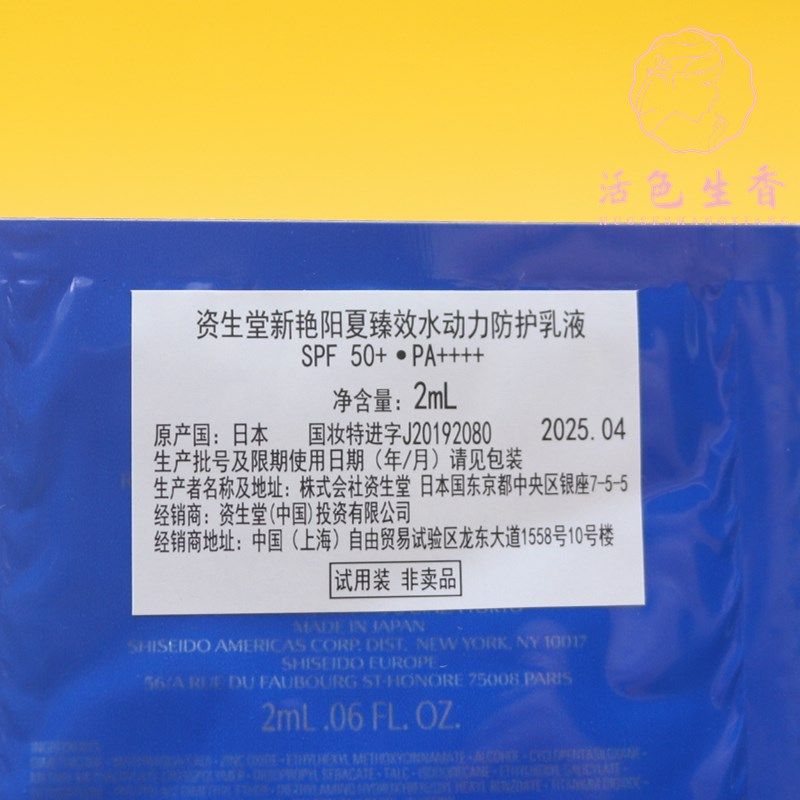 活色生香
资生堂新艳阳夏臻效水动力防护乳液
SPF 50+ •PA++++
净含量：2mL
原产国：日本 国妆特进字J20192080 2025.04
生产批号及限期使用日期（年/月）请见包装
生产者名称及地址：株式会社资生堂 日本国东京都中央区银座7-5-5
经销商：资生堂(中国)投资有限公司
经销商地址：中国（上海）自由贸易试验区龙东大道1558号10号楼
试用装 非卖品
MADE IN JAPAN
SHISEIDO AMERICAS CORP. DIST. NEW YORK, NY 10017
SHISEIDO EUROPE
56/A RUE DU FAUBOURG ST-HONORE 75008 PARIS
2mL .06 FL. OZ.
ZINC OXIDE • ETHYLHEXYL METHOXYCINNAMATE • ALCOHOL • CYCLOPENTASILOXANE •